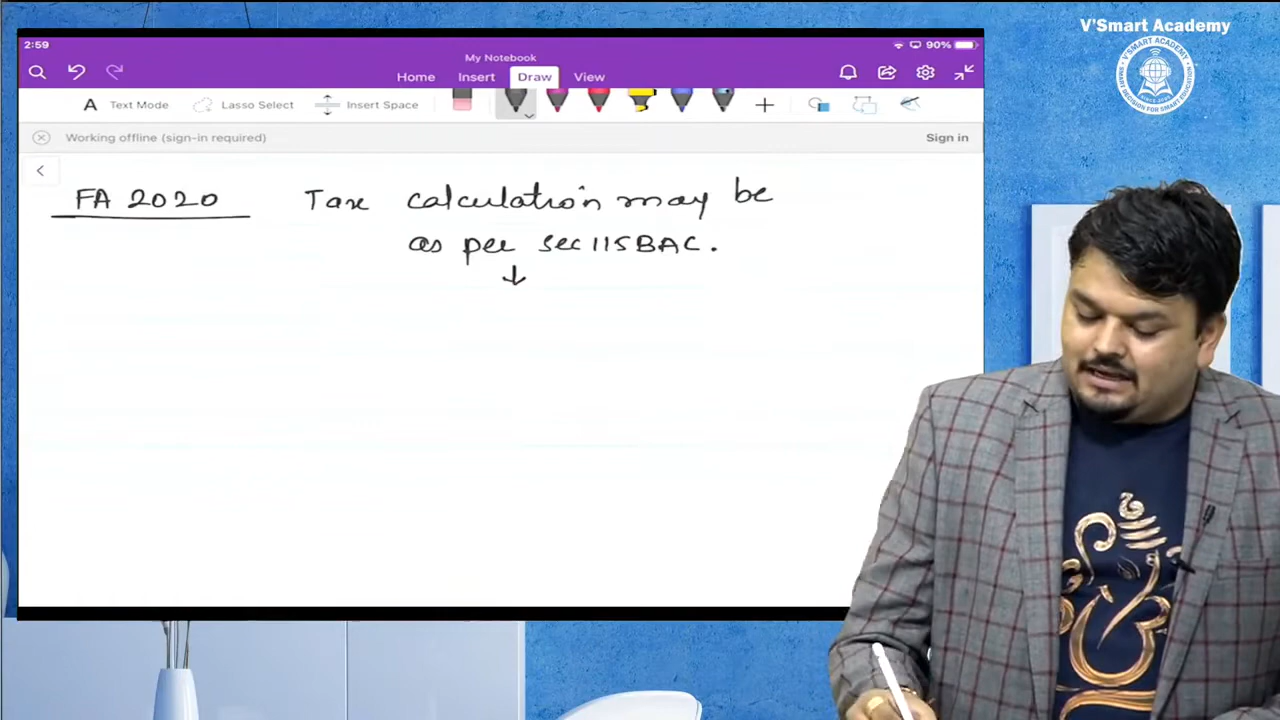 V'Smart Academy
2:59
90%
My Notebook
Home Insert Draw View
A Text Mode Lasso Select Insert Space
Working offline (sign-in required) Sign in
FA 2020 Tax calculation may be
as per sec 115BAC.